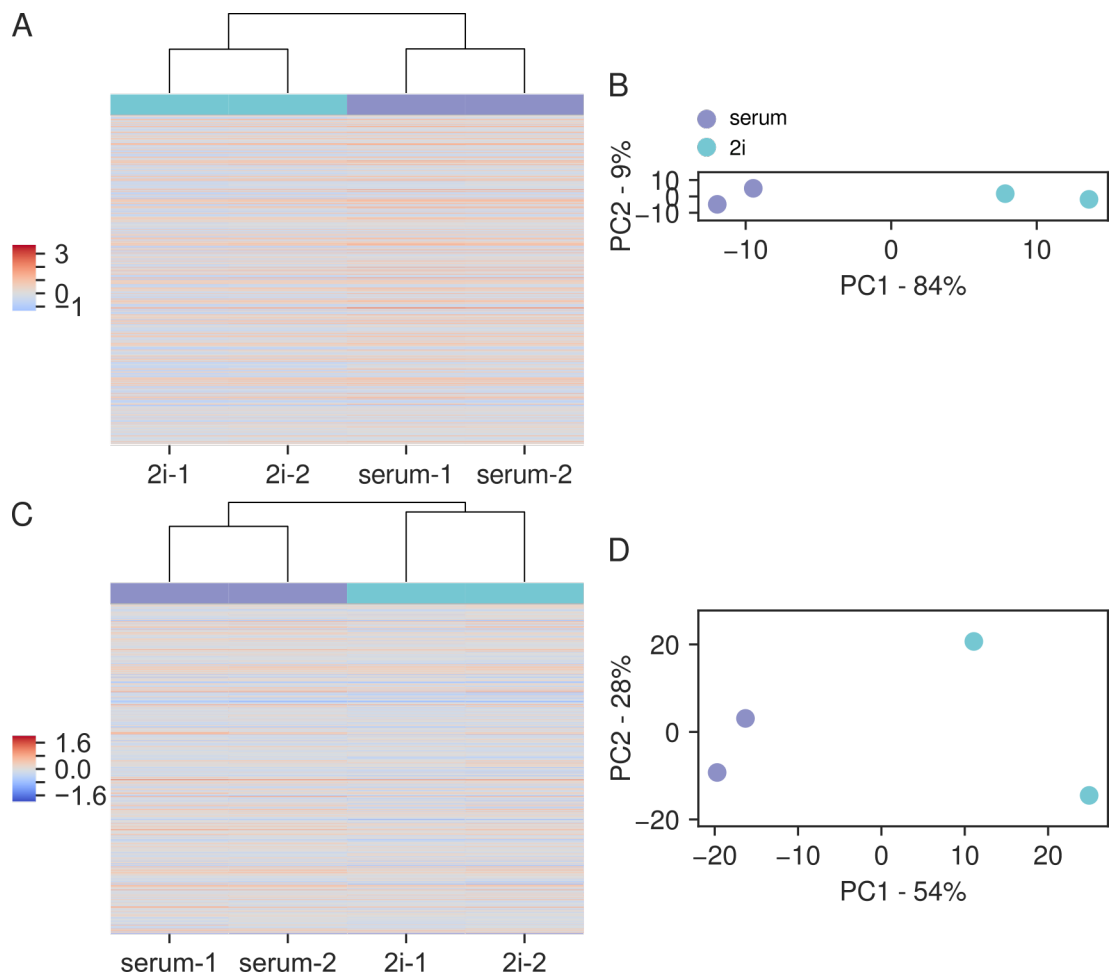 A
B
serum
2i
3
0
−1
PC2 - 9%
10
0
−10
−10 0 10
PC1 - 84%
2i-1 2i-2 serum-1 serum-2
C
D
1.6
0.0
−1.6
PC2 - 28%
20
0
−20
−20 −10 0 10 20
PC1 - 54%
serum-1 serum-2 2i-1 2i-2